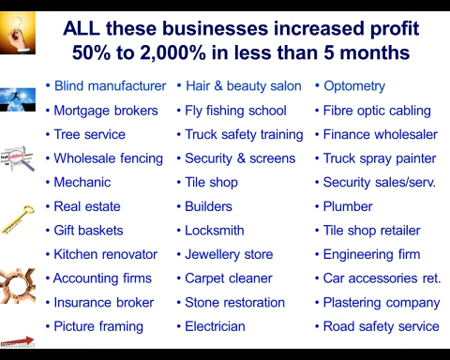 ALL these businesses increased profit
50% to 2,000% in less than 5 months
• Blind manufacturer • Hair & beauty salon • Optometry
• Mortgage brokers • Fly fishing school • Fibre optic cabling
• Tree service • Truck safety training • Finance wholesaler
• Wholesale fencing • Security & screens • Truck spray painter
• Mechanic • Tile shop • Security sales/serv.
• Real estate • Builders • Plumber
• Gift baskets • Locksmith • Tile shop retailer
• Kitchen renovator • Jewellery store • Engineering firm
• Accounting firms • Carpet cleaner • Car accessories ret.
• Insurance broker • Stone restoration • Plastering company
• Picture framing • Electrician • Road safety service